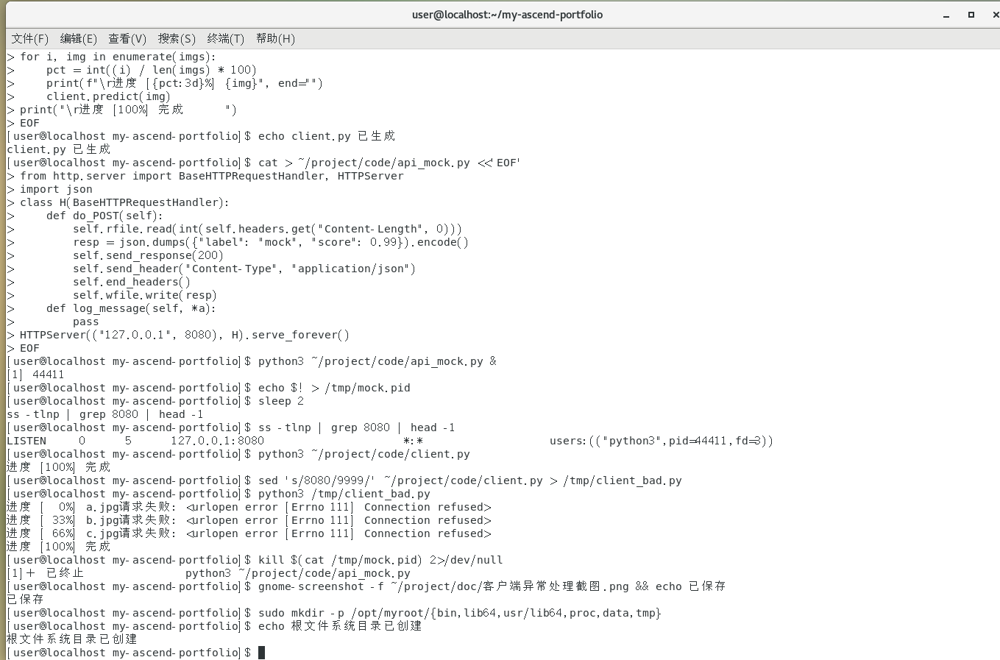 user@localhost:~/my-ascend-portfolio
文件(F) 编辑(E) 查看(V) 搜索(S) 终端(T) 帮助(H)
> for i, img in enumerate(imgs):
>     pct = int((i) / len(imgs) * 100)
>     print(f"\r进度 [{pct:3d}%] {img}", end="")
>     client.predict(img)
> print("\r进度 [100%] 完成      ")
> EOF
[user@localhost my-ascend-portfolio]$ echo client.py 已生成
client.py 已生成
[user@localhost my-ascend-portfolio]$ cat > ~/project/code/api_mock.py <<'EOF'
> from http.server import BaseHTTPRequestHandler, HTTPServer
> import json
> class H(BaseHTTPRequestHandler):
>     def do_POST(self):
>         self.rfile.read(int(self.headers.get("Content-Length", 0)))
>         resp = json.dumps({"label": "mock", "score": 0.99}).encode()
>         self.send_response(200)
>         self.send_header("Content-Type", "application/json")
>         self.end_headers()
>         self.wfile.write(resp)
>     def log_message(self, *a):
>         pass
> HTTPServer(("127.0.0.1", 8080), H).serve_forever()
> EOF
[user@localhost my-ascend-portfolio]$ python3 ~/project/code/api_mock.py &
[1] 44411
[user@localhost my-ascend-portfolio]$ echo $! > /tmp/mock.pid
[user@localhost my-ascend-portfolio]$ sleep 2
ss -tlnp | grep 8080 | head -1
[user@localhost my-ascend-portfolio]$ ss -tlnp | grep 8080 | head -1
LISTEN     0      5      127.0.0.1:8080                     *:*                   users:(("python3",pid=44411,fd=3))
[user@localhost my-ascend-portfolio]$ python3 ~/project/code/client.py
进度 [100%] 完成
[user@localhost my-ascend-portfolio]$ sed 's/8080/9999/' ~/project/code/client.py > /tmp/client_bad.py
[user@localhost my-ascend-portfolio]$ python3 /tmp/client_bad.py
进度 [  0%] a.jpg请求失败: <urlopen error [Errno 111] Connection refused>
进度 [ 33%] b.jpg请求失败: <urlopen error [Errno 111] Connection refused>
进度 [ 66%] c.jpg请求失败: <urlopen error [Errno 111] Connection refused>
进度 [100%] 完成
[user@localhost my-ascend-portfolio]$ kill $(cat /tmp/mock.pid) 2>/dev/null
[1]+  已终止               python3 ~/project/code/api_mock.py
[user@localhost my-ascend-portfolio]$ gnome-screenshot -f ~/project/doc/客户端异常处理截图.png && echo 已保存
已保存
[user@localhost my-ascend-portfolio]$ sudo mkdir -p /opt/myroot/{bin,lib64,usr/lib64,proc,data,tmp}
[user@localhost my-ascend-portfolio]$ echo 根文件系统目录已创建
根文件系统目录已创建
[user@localhost my-ascend-portfolio]$